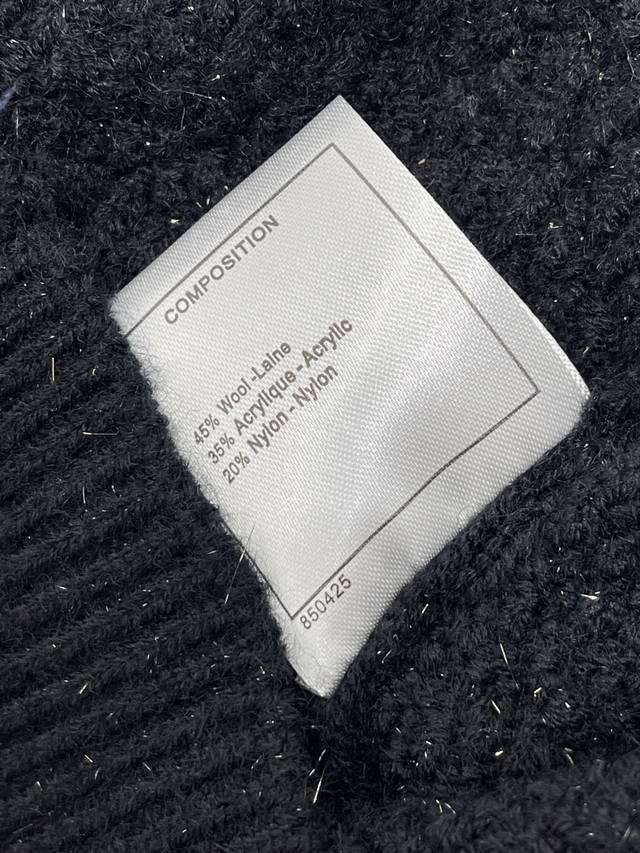 COMPOSITION
45% Wool -Laine
35% Acrylique -Acrylic
20% Nylon - Nylon
850425